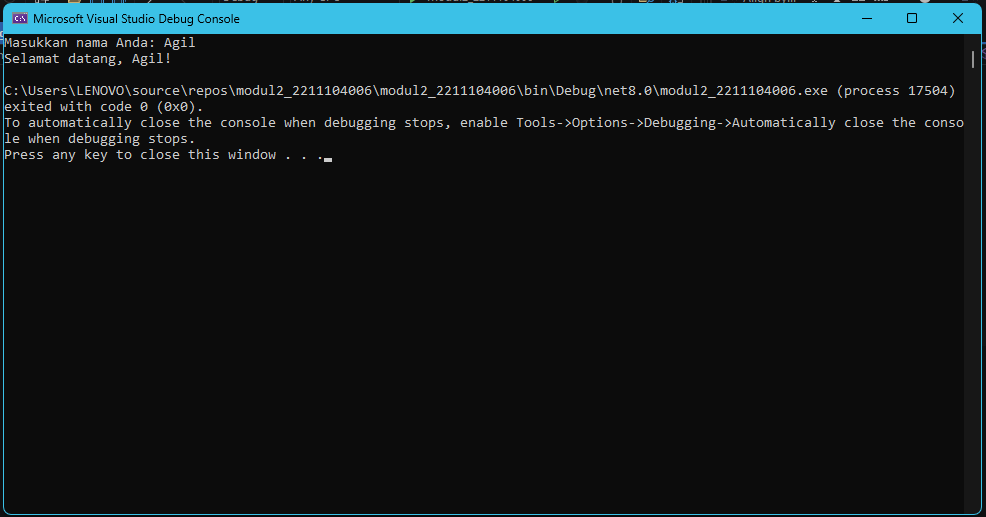 Microsoft Visual Studio Debug Console
Masukkan nama Anda: Agil
Selamat datang, Agil!
C:\Users\LENOVO\source\repos\modul2_2211104006\modul2_2211104006\bin\Debug\net8.0\modul2_2211104006.exe (process 17504)
exited with code 0 (0x0).
To automatically close the console when debugging stops, enable Tools->Options->Debugging->Automatically close the conso
le when debugging stops.
Press any key to close this window . . .